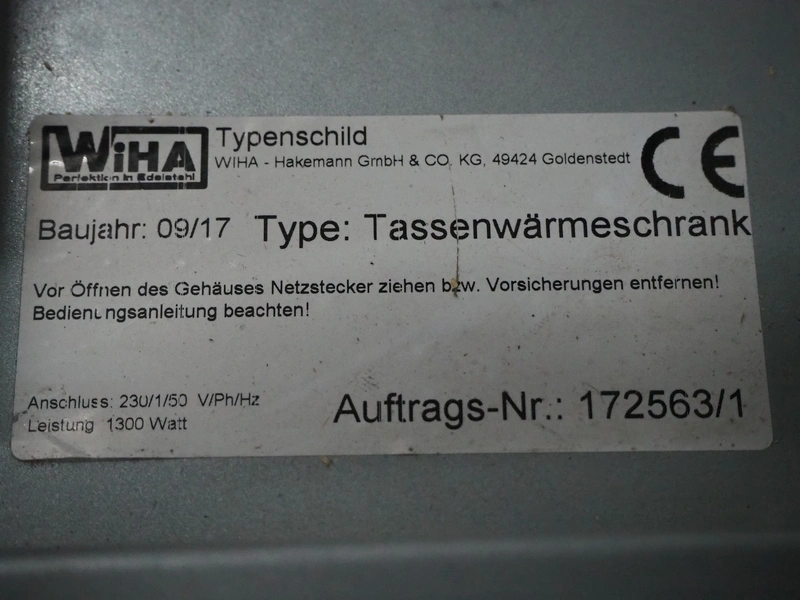 WiHA
Perfektion in Edelstahl
Typenschild
WIHA - Hakemann GmbH & CO. KG, 49424 Goldenstedt
CE
Baujahr: 09/17 Type: Tassenwärmeschrank
Vor Öffnen des Gehäuses Netzstecker ziehen bzw. Vorsicherungen entfernen!
Bedienungsanleitung beachten!
Anschluss: 230/1/50 V/Ph/Hz
Leistung 1300 Watt
Auftrags-Nr.: 172563/1